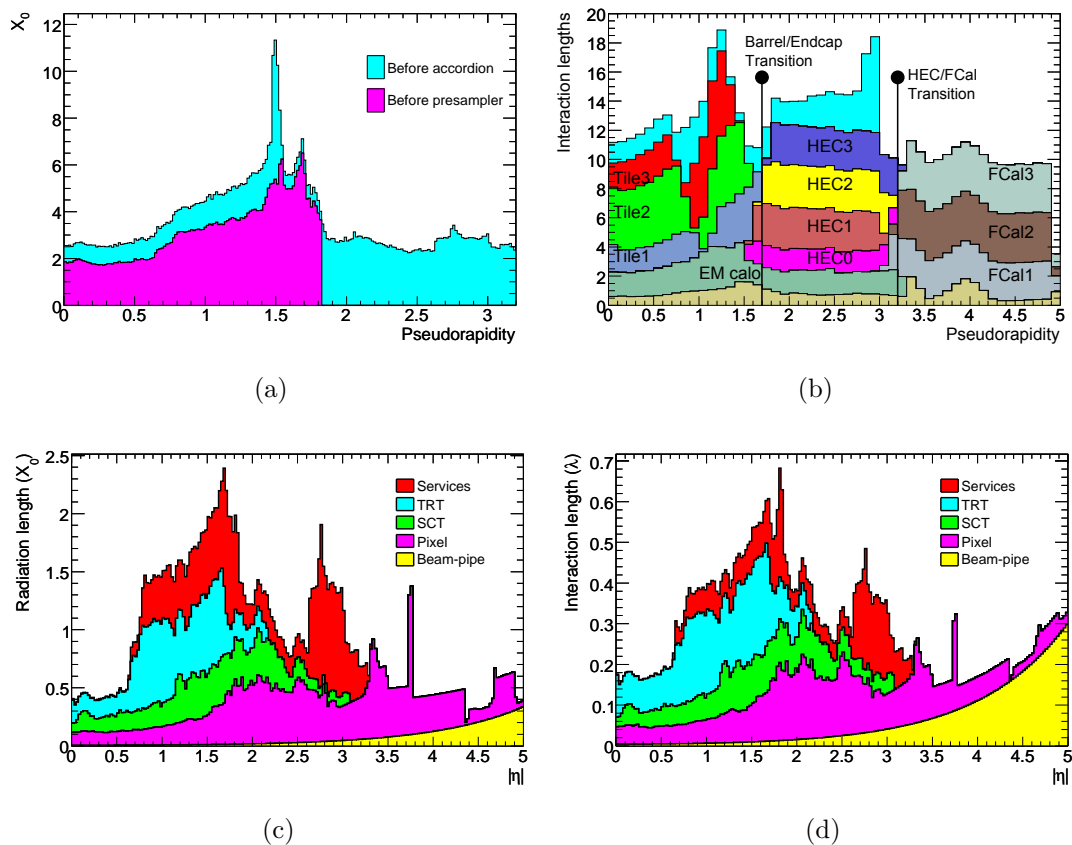 X0
12
10
8
6
4
2
0
Before accordion
Before presampler
0 0.5 1 1.5 2 2.5 3
Pseudorapidity
(a)
Interaction lengths
20
18
16
14
12
10
8
6
4
2
0
Barrel/Endcap
Transition
HEC/FCal
Transition
Tile3
Tile2
Tile1
EM calo
HEC3
HEC2
HEC1
HEC0
FCal3
FCal2
FCal1
0 0.5 1 1.5 2 2.5 3 3.5 4 4.5 5
Pseudorapidity
(b)
Radiation length (X0)
2.5
2
1.5
1
0.5
0
Services
TRT
SCT
Pixel
Beam-pipe
0 0.5 1 1.5 2 2.5 3 3.5 4 4.5 5
|η|
(c)
Interaction length (λ)
0.7
0.6
0.5
0.4
0.3
0.2
0.1
0
Services
TRT
SCT
Pixel
Beam-pipe
0 0.5 1 1.5 2 2.5 3 3.5 4 4.5 5
|η|
(d)